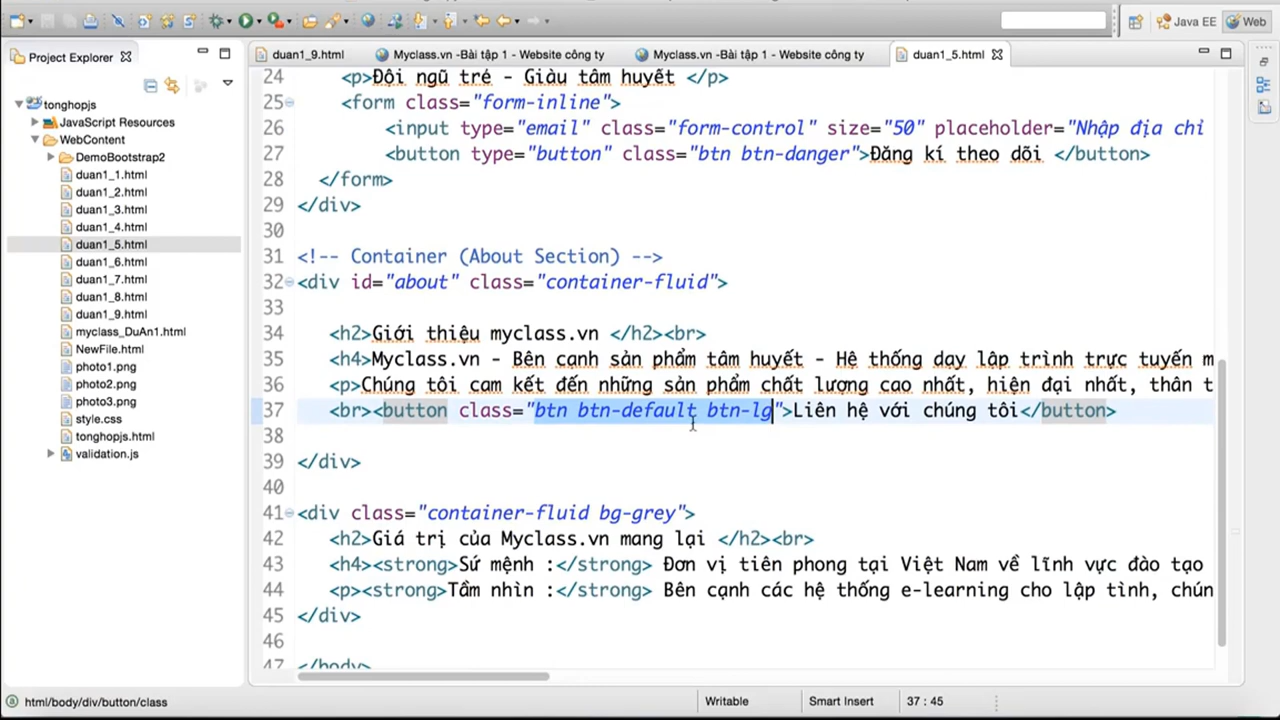 Java EE
Web
Project Explorer
duan1_9.html
Myclass.vn -Bài tập 1 - Website công ty
Myclass.vn -Bài tập 1 - Website công ty
duan1_5.html
tonghopjs
JavaScript Resources
WebContent
DemoBootstrap2
duan1_1.html
duan1_2.html
duan1_3.html
duan1_4.html
duan1_5.html
duan1_6.html
duan1_7.html
duan1_8.html
duan1_9.html
myclass_DuAn1.html
NewFile.html
photo1.png
photo2.png
photo3.png
style.css
tonghopjs.html
validation.js
24 <p>Đội ngũ trẻ - Giàu tâm huyết </p>
25 <form class="form-inline">
26 <input type="email" class="form-control" size="50" placeholder="Nhập địa chỉ
27 <button type="button" class="btn btn-danger">Đăng kí theo dõi </button>
28 </form>
29 </div>
30
31 <!-- Container (About Section) -->
32 <div id="about" class="container-fluid">
33
34 <h2>Giới thiệu myclass.vn </h2><br>
35 <h4>Myclass.vn - Bên cạnh sản phẩm tâm huyết - Hệ thống dạy lập trình trực tuyến m
36 <p>Chúng tôi cam kết đến những sản phẩm chất lượng cao nhất, hiện đại nhất, thân t
37 <br><button class="btn btn-default btn-lg">Liên hệ với chúng tôi</button>
38
39 </div>
40
41 <div class="container-fluid bg-grey">
42 <h2>Giá trị của Myclass.vn mang lại </h2><br>
43 <h4><strong>Sứ mệnh :</strong> Đơn vị tiên phong tại Việt Nam về lĩnh vực đào tạo
44 <p><strong>Tầm nhìn :</strong> Bên cạnh các hệ thống e-learning cho lập tình, chún
45 </div>
46
47 </body>
html/body/div/button/class
Writable
Smart Insert
37 : 45